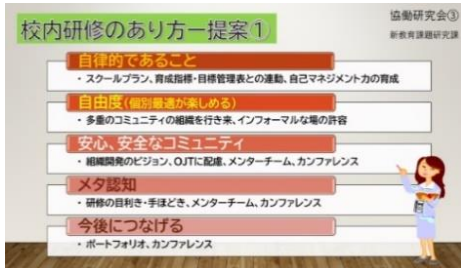 校内研修のあり方ー提案①
協働研究会③
新教育課題研究課
自律的であること
・スクールプラン、育成指標・目標管理表との連動、自己マネジメント力の育成
自由度(個別最適が楽しめる)
・多重のコミュニティの組織を行き来、インフォーマルな場の許容
安心、安全なコミュニティ
・組織開発のビジョン、OJTに配慮、メンターチーム、カンファレンス
メタ認知
・研修の目利き・手ほどき、メンターチーム、カンファレンス
今後につなげる
・ポートフォリオ、カンファレンス